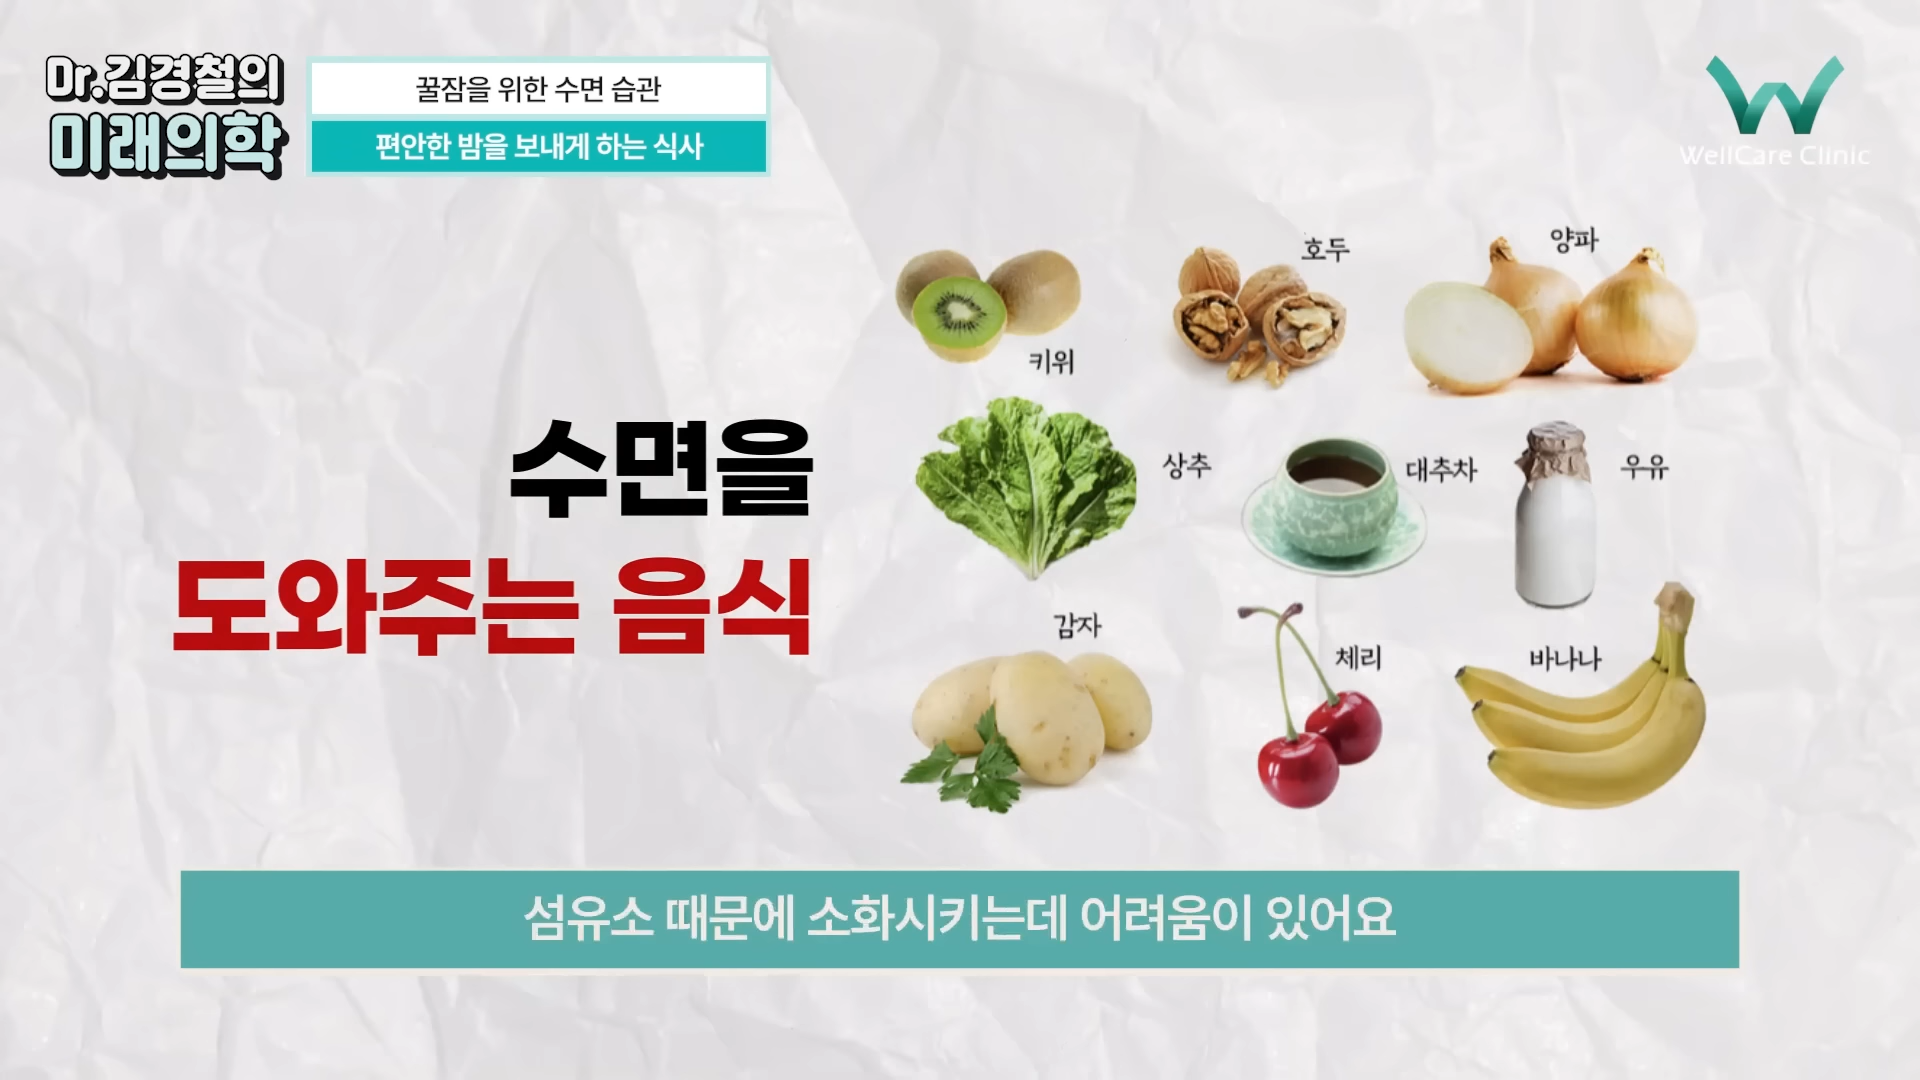 Dr.김경철의
미래의학
꿀잠을 위한 수면 습관
편안한 밤을 보내게 하는 식사
WellCare Clinic
수면을
도와주는 음식
키위
호두
양파
상추
대추차
우유
감자
체리
바나나
섬유소 때문에 소화시키는데 어려움이 있어요